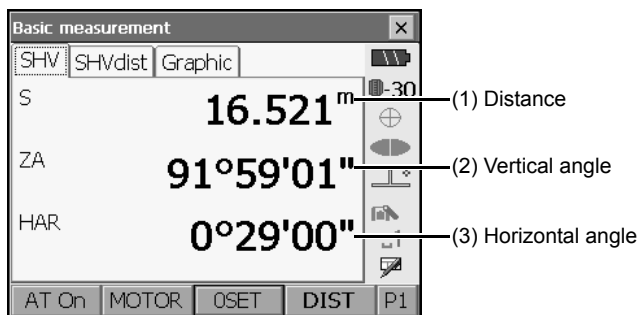 Basic measurement ×
SHV SHVdist Graphic
S 16.521 m (1) Distance
-30
ZA 91°59'01" (2) Vertical angle
HAR 0°29'00" (3) Horizontal angle
AT On MOTOR 0SET DIST P1